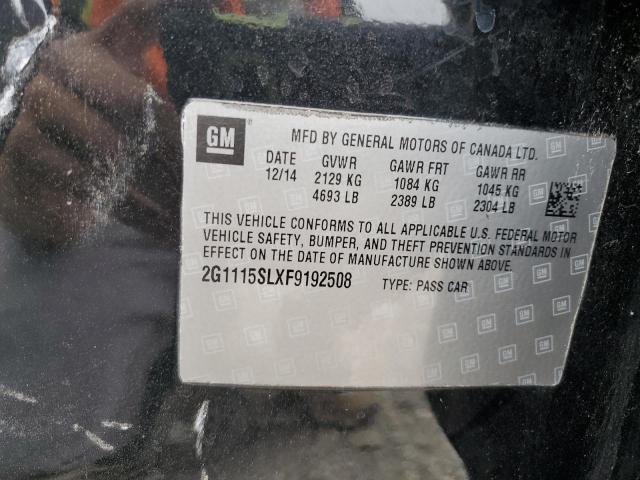 GM
MFD BY GENERAL MOTORS OF CANADA LTD.
DATE GVWR GAWR FRT GAWR RR
12/14 2129 KG 1084 KG 1045 KG
4693 LB 2389 LB 2304 LB
THIS VEHICLE CONFORMS TO ALL APPLICABLE U.S. FEDERAL MOTOR
VEHICLE SAFETY, BUMPER, AND THEFT PREVENTION STANDARDS IN
EFFECT ON THE DATE OF MANUFACTURE SHOWN ABOVE.
2G1115SLXF9192508 TYPE: PASS CAR